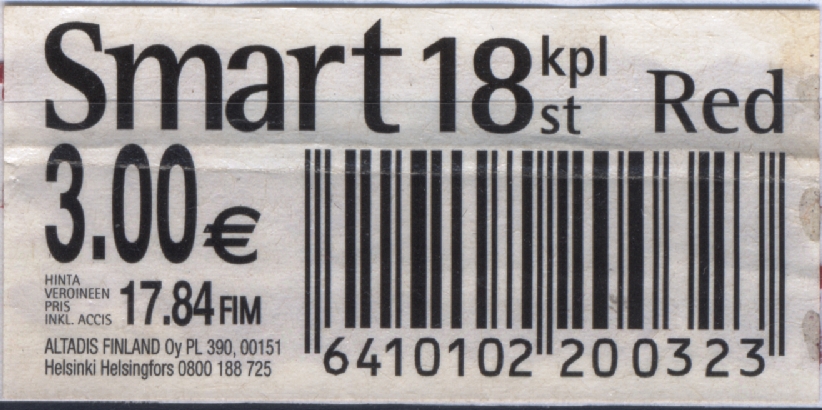 Smart 18 kpl st Red
3.00 €
HINTA
VEROINEEN
PRIS
INKL. ACCIS
17.84 FIM
ALTADIS FINLAND Oy PL 390, 00151
Helsinki Helsingfors 0800 188 725
6410102 200323